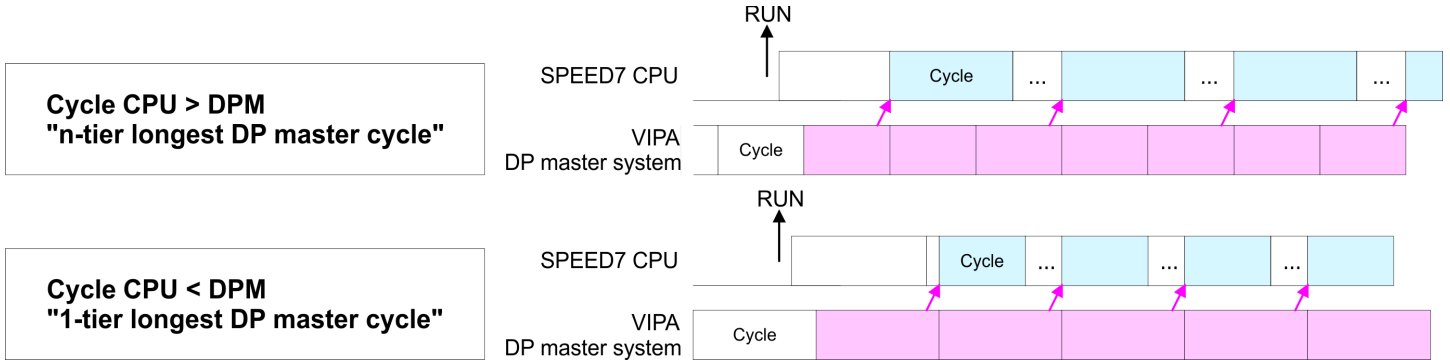 RUN
Cycle CPU > DPM
"n-tier longest DP master cycle"
SPEED7 CPU
Cycle
...
...
...
VIPA
DP master system
Cycle
RUN
Cycle CPU < DPM
"1-tier longest DP master cycle"
SPEED7 CPU
Cycle
...
...
...
VIPA
DP master system
Cycle